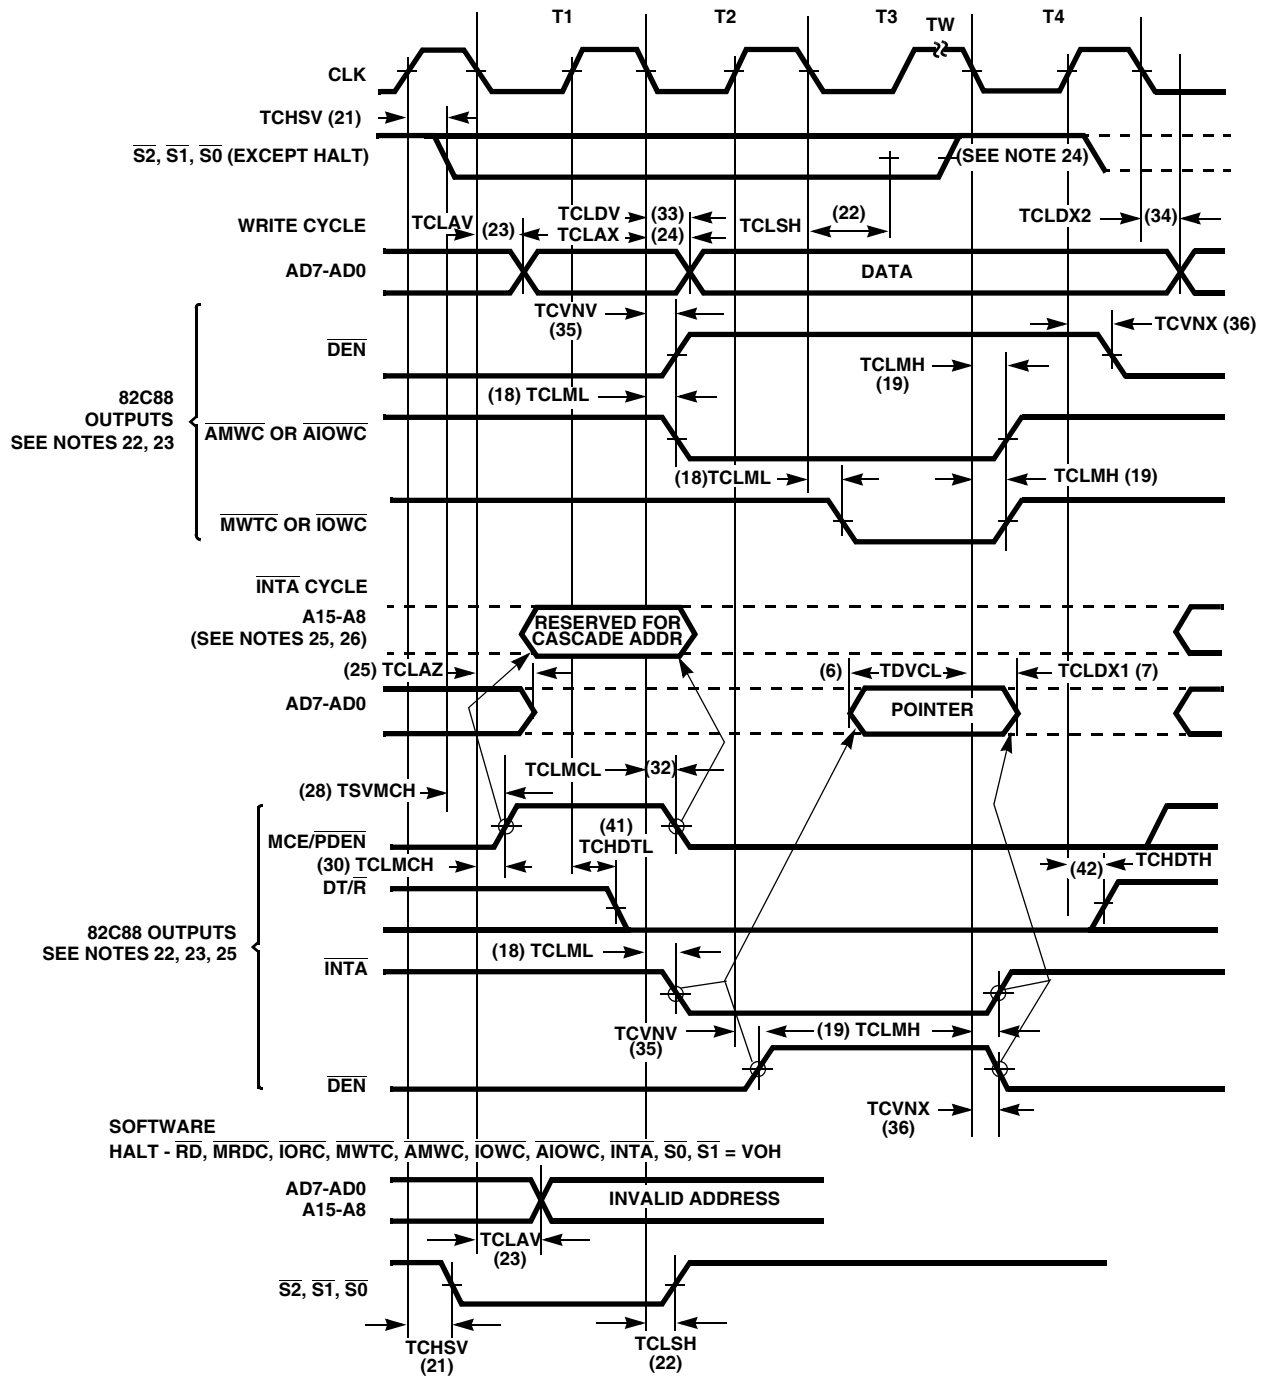 T1 T2 T3 TW T4
CLK
TCHSV (21)
S2, S1, S0 (EXCEPT HALT)
(SEE NOTE 24)
WRITE CYCLE
TCLAV (23)
TCLDV (33)
TCLAX (24)
TCLSH (22)
TCLDX2 (34)
AD7-AD0
DATA
TCVNV (35)
TCVNX (36)
DEN
TCLMH (19)
(18) TCLML
82C88 OUTPUTS SEE NOTES 22, 23
AMWC OR AIOWC
(18)TCLML
TCLMH (19)
MWTC OR IOWC
INTA CYCLE
A15-A8
(SEE NOTES 25, 26)
RESERVED FOR
CASCADE ADDR
(25) TCLAZ
(6) TDVCL
TCLDX1 (7)
AD7-AD0
POINTER
TCLMCL (32)
(28) TSVMCH
MCE/PDEN
(41)
TCHDTL
(30) TCLMCH
(42) TCHDTH
DT/R
82C88 OUTPUTS
SEE NOTES 22, 23, 25
(18) TCLML
INTA
TCVNV
(35)
(19) TCLMH
DEN
TCVNX
(36)
SOFTWARE
HALT - RD, MRDC, IORC, MWTC, AMWC, IOWC, AIOWC, INTA, S0, S1 = VOH
AD7-AD0
A15-A8
INVALID ADDRESS
TCLAV
(23)
S2, S1, S0
TCHSV
(21)
TCLSH
(22)